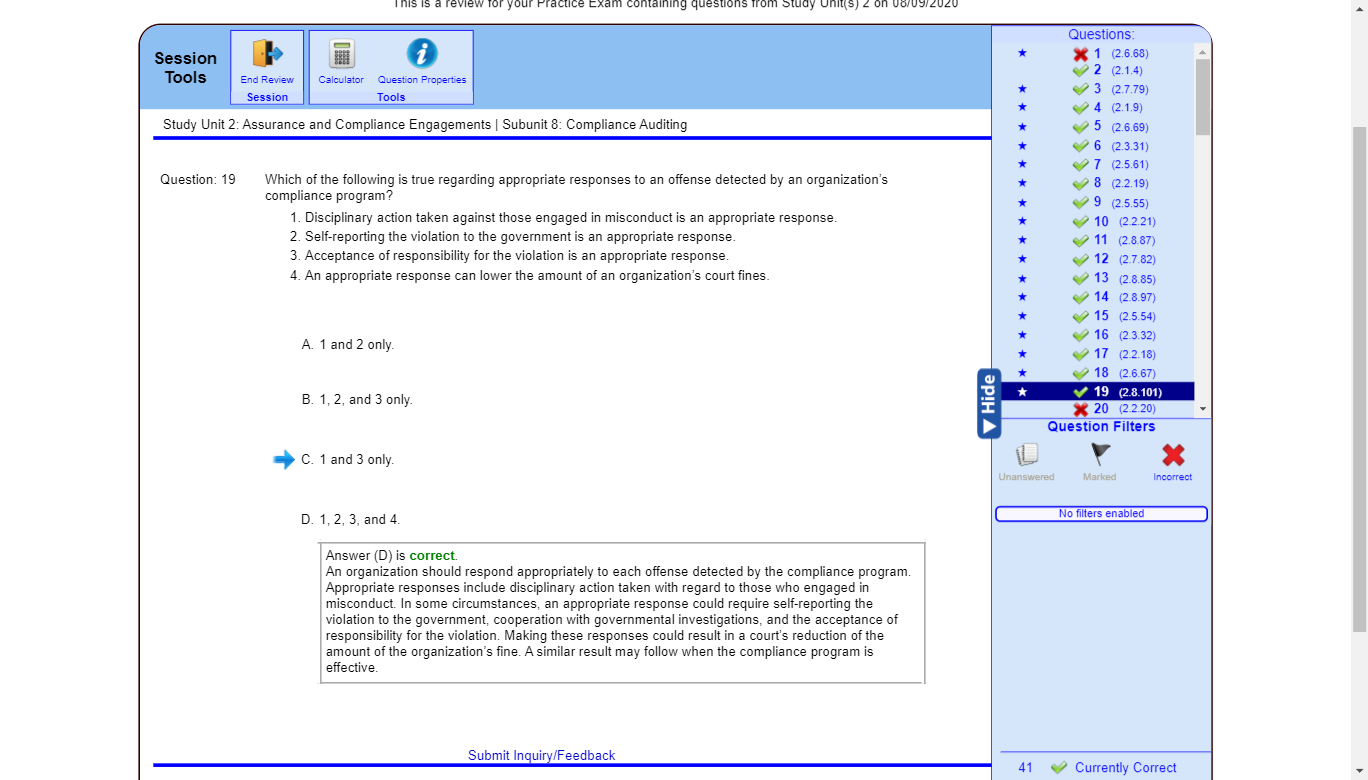 This is a review for your Practice Exam containing questions from Study Unit(s) 2 on 08/09/2020
Session
Tools
End Review
Session
Calculator
Question Properties
Tools
Study Unit 2: Assurance and Compliance Engagements | Subunit 8: Compliance Auditing
Question: 19
Which of the following is true regarding appropriate responses to an offense detected by an organization's
compliance program?
1. Disciplinary action taken against those engaged in misconduct is an appropriate response.
2. Self-reporting the violation to the government is an appropriate response.
3. Acceptance of responsibility for the violation is an appropriate response.
4. An appropriate response can lower the amount of an organization's court fines.
A. 1 and 2 only.
B. 1, 2, and 3 only.
C. 1 and 3 only.
D. 1, 2, 3, and 4.
Answer (D) is correct.
An organization should respond appropriately to each offense detected by the compliance program.
Appropriate responses include disciplinary action taken with regard to those who engaged in
misconduct. In some circumstances, an appropriate response could require self-reporting the
violation to the government, cooperation with governmental investigations, and the acceptance of
responsibility for the violation. Making these responses could result in a court's reduction of the
amount of the organization's fine. A similar result may follow when the compliance program is
effective.
Submit Inquiry/Feedback
Questions:
1 (2.6.68)
2 (2.1.4)
3 (2.7.79)
4 (2.1.9)
5 (2.6.69)
6 (2.3.31)
7 (2.5.61)
8 (2.2.19)
9 (2.5.55)
10 (2.2.21)
11 (2.8.87)
12 (2.7.82)
13 (2.8.85)
14 (2.8.97)
15 (2.5.54)
16 (2.3.32)
17 (2.2.18)
18 (2.6.67)
19 (2.8.101)
20 (2.2.20)
Hide
Question Filters
Unanswered
Marked
Incorrect
No filters enabled
41 Currently Correct